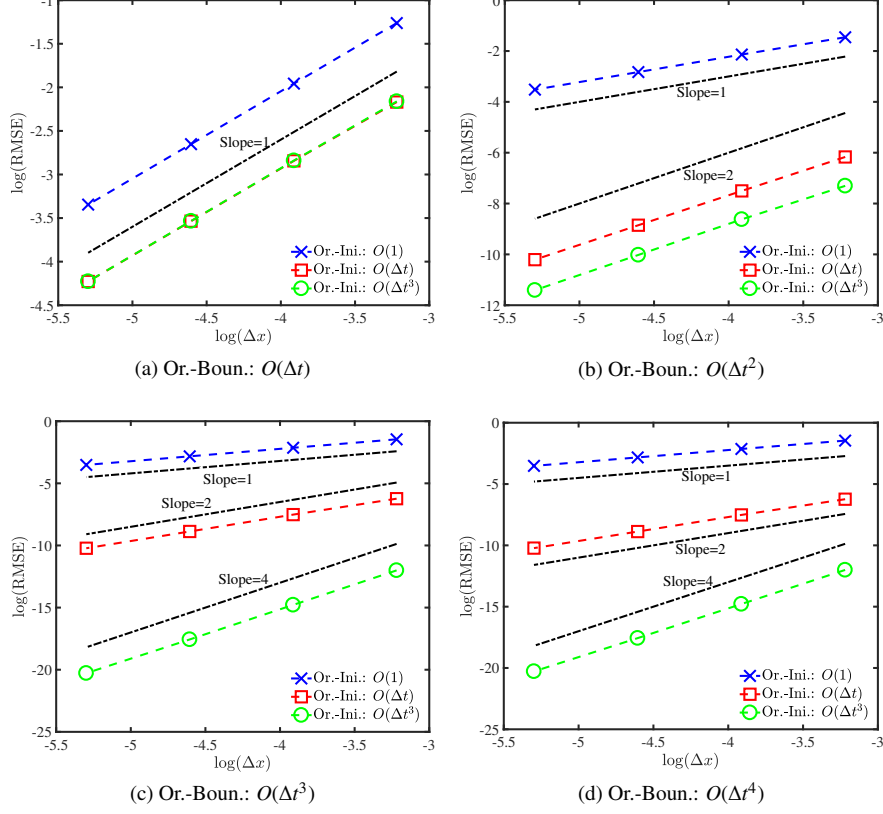 -1
-1.5
-2
-2.5
-3
-3.5
-4
-4.5
log(RMSE)
Slope=1
Or.-Ini.: O(1)
Or.-Ini.: O(Δt)
Or.-Ini.: O(Δt³)
-5.5 -5 -4.5 -4 -3.5 -3
log(Δx)
(a) Or.-Boun.: O(Δt)
0
-2
-4
-6
-8
-10
-12
log(RMSE)
Slope=1
Slope=2
Or.-Ini.: O(1)
Or.-Ini.: O(Δt)
Or.-Ini.: O(Δt³)
-5.5 -5 -4.5 -4 -3.5 -3
log(Δx)
(b) Or.-Boun.: O(Δt²)
0
-5
-10
-15
-20
-25
log(RMSE)
Slope=1
Slope=2
Slope=4
Or.-Ini.: O(1)
Or.-Ini.: O(Δt)
Or.-Ini.: O(Δt³)
-5.5 -5 -4.5 -4 -3.5 -3
log(Δx)
(c) Or.-Boun.: O(Δt³)
0
-5
-10
-15
-20
-25
log(RMSE)
Slope=1
Slope=2
Slope=4
Or.-Ini.: O(1)
Or.-Ini.: O(Δt)
Or.-Ini.: O(Δt³)
-5.5 -5 -4.5 -4 -3.5 -3
log(Δx)
(d) Or.-Boun.: O(Δt⁴)